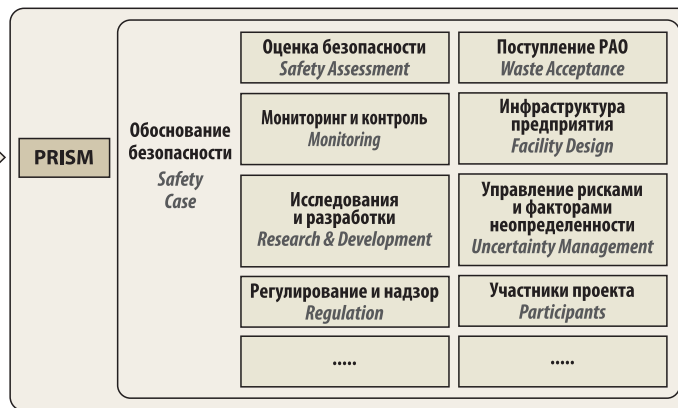 PRISM
Обоснование
безопасности
Safety
Case
Оценка безопасности
Safety Assessment
Поступление РАО
Waste Acceptance
Мониторинг и контроль
Monitoring
Инфраструктура
предприятия
Facility Design
Исследования
и разработки
Research & Development
Управление рисками
и факторами
неопределенности
Uncertainty Management
Регулирование и надзор
Regulation
Участники проекта
Participants
.....
.....